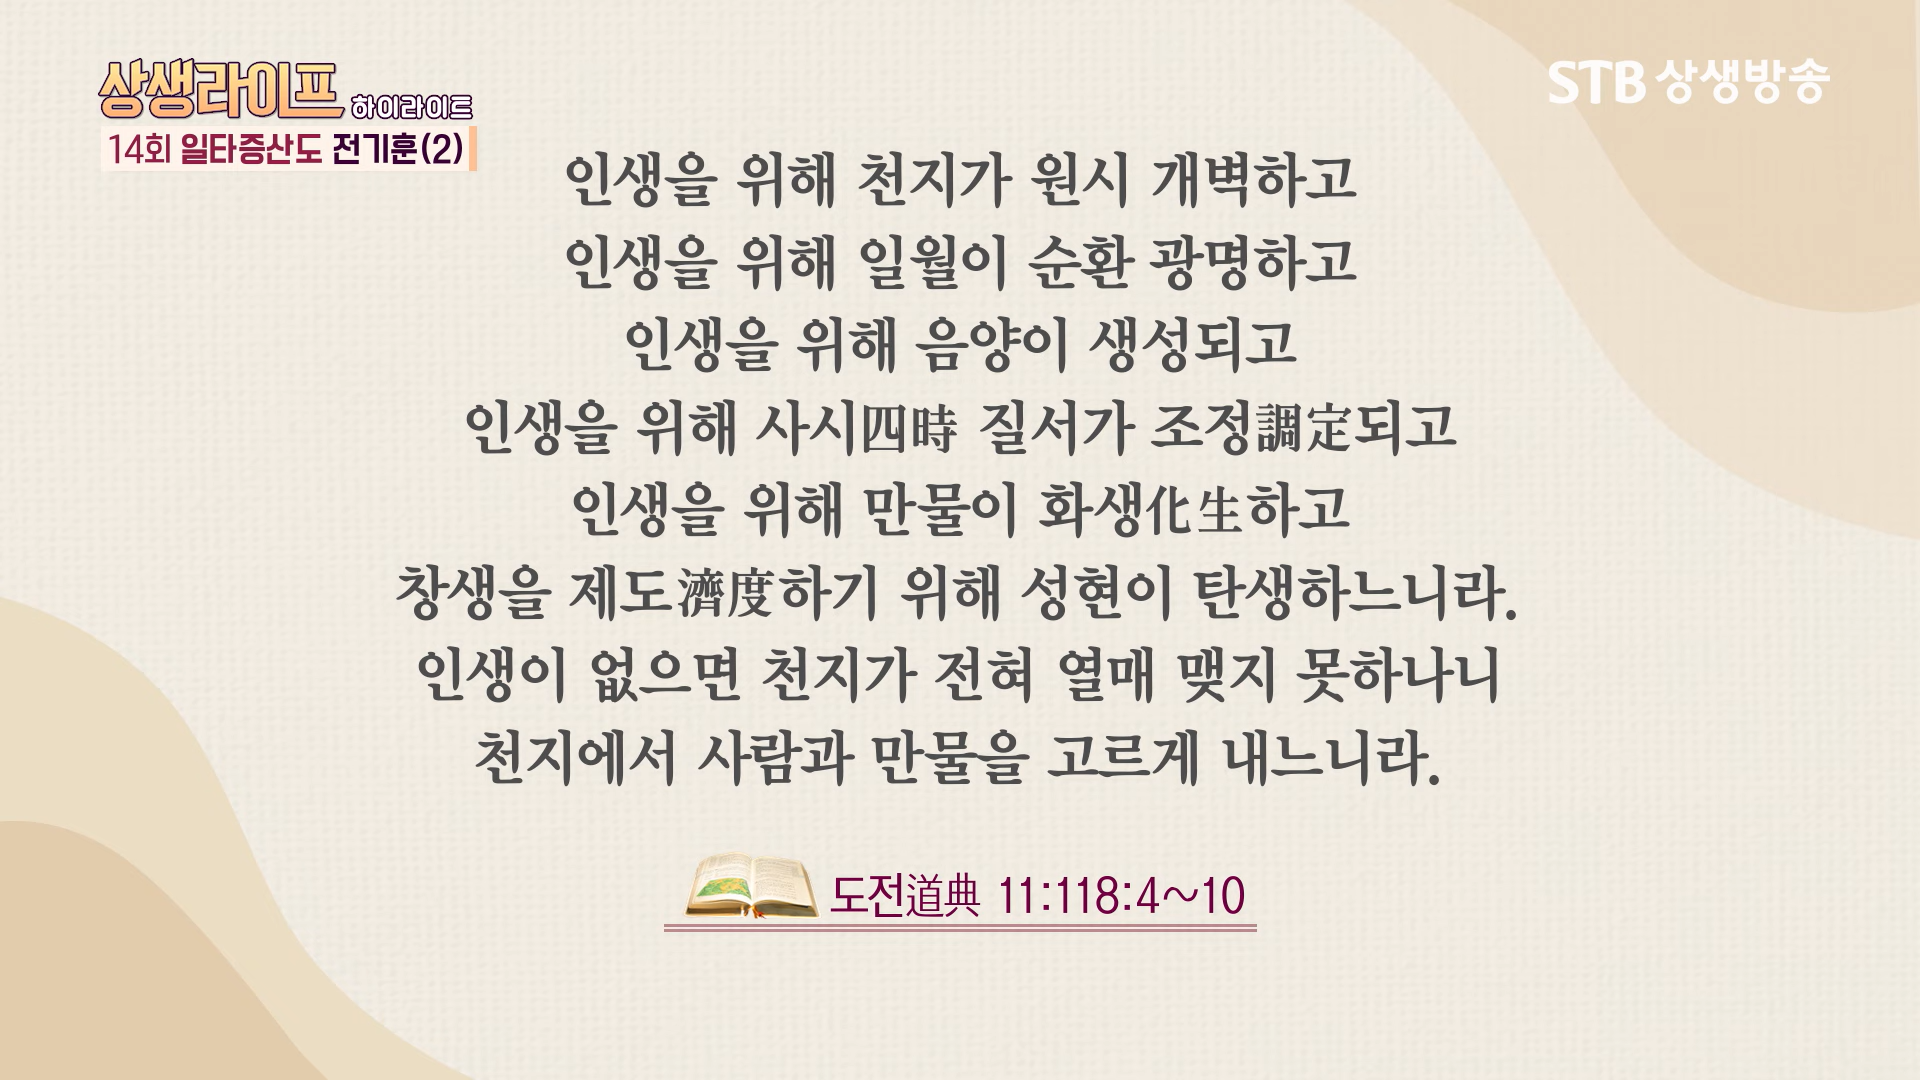 상생라이프 하이라이트
STB 상생방송
14회 일타증산도 전기훈(2)
인생을 위해 천지가 원시 개벽하고
인생을 위해 일월이 순환 광명하고
인생을 위해 음양이 생성되고
인생을 위해 사시四時 질서가 조정調定되고
인생을 위해 만물이 화생化生하고
창생을 제도濟度하기 위해 성현이 탄생하느니라.
인생이 없으면 천지가 전혀 열매 맺지 못하나니
천지에서 사람과 만물을 고르게 내느니라.
도전道典 11:118:4~10